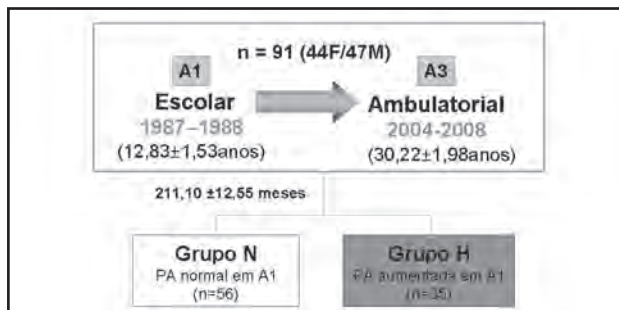 n = 91 (44F/47M)
A1
A3
Escolar
Ambulatorial
1987–1988
2004-2008
(12,83±1,53anos)
(30,22±1,98anos)
211,10 ±12,55 meses
Grupo N
Grupo H
PA normal em A1
PA aumentada em A1
(n=56)
(n=35)